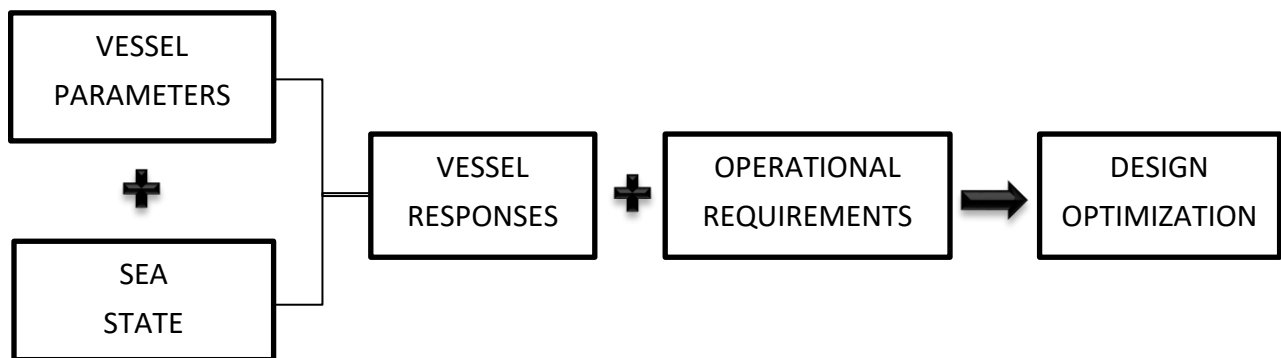 VESSEL
PARAMETERS
SEA
STATE
VESSEL
RESPONSES
OPERATIONAL
REQUIREMENTS
DESIGN
OPTIMIZATION